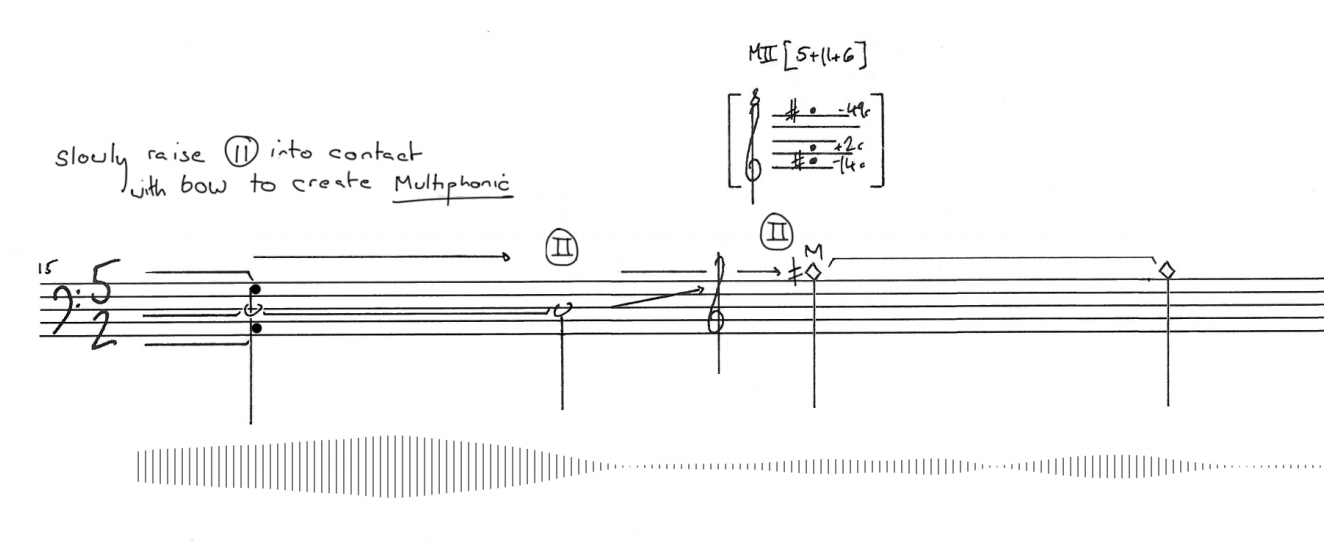 MII [5+11+6]
-49c
+2c
-14c
slowly raise II into contact
with bow to create Multiphonic
II
II
M
15
5
2